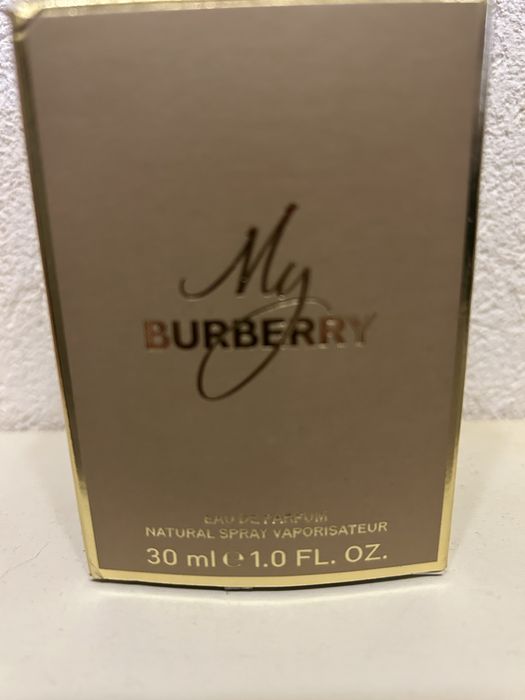 My
BURBERRY
EAU DE PARFUM
NATURAL SPRAY VAPORISATEUR
30 ml ℮ 1.0 FL. OZ.